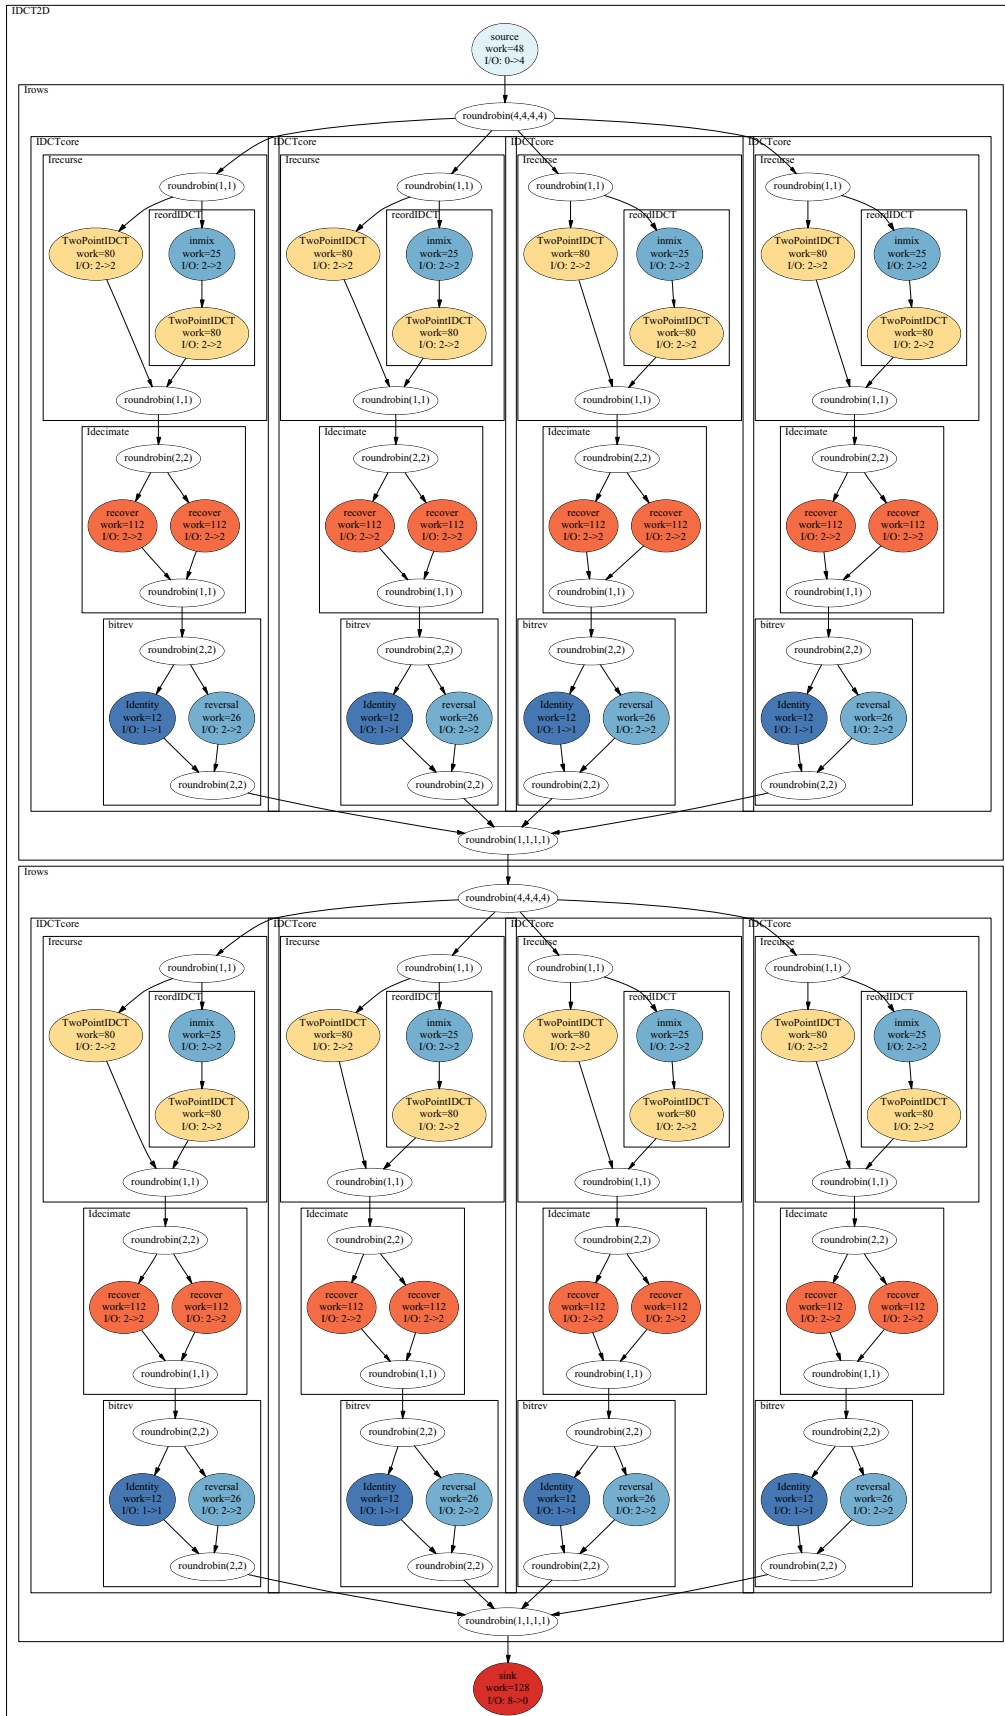 IDCT2D
source
work=48
I/O: 0->4
Irows
roundrobin(4,4,4,4)
IDCTcore IDCTcore IDCTcore IDCTcore
Irecurse Irecurse Irecurse Irecurse
roundrobin(1,1) roundrobin(1,1) roundrobin(1,1) roundrobin(1,1)
reordIDCT reordIDCT reordIDCT reordIDCT
TwoPointIDCT inmix TwoPointIDCT inmix TwoPointIDCT inmix TwoPointIDCT inmix
work=80 work=25 work=80 work=25 work=80 work=25 work=80 work=25
I/O: 2->2 I/O: 2->2 I/O: 2->2 I/O: 2->2 I/O: 2->2 I/O: 2->2 I/O: 2->2 I/O: 2->2
TwoPointIDCT TwoPointIDCT TwoPointIDCT TwoPointIDCT
work=80 work=80 work=80 work=80
I/O: 2->2 I/O: 2->2 I/O: 2->2 I/O: 2->2
roundrobin(1,1) roundrobin(1,1) roundrobin(1,1) roundrobin(1,1)
Idecimate Idecimate Idecimate Idecimate
roundrobin(2,2) roundrobin(2,2) roundrobin(2,2) roundrobin(2,2)
recover recover recover recover recover recover recover recover
work=112 work=112 work=112 work=112 work=112 work=112 work=112 work=112
I/O: 2->2 I/O: 2->2 I/O: 2->2 I/O: 2->2 I/O: 2->2 I/O: 2->2 I/O: 2->2 I/O: 2->2
roundrobin(1,1) roundrobin(1,1) roundrobin(1,1) roundrobin(1,1)
bitrev bitrev bitrev bitrev
roundrobin(2,2) roundrobin(2,2) roundrobin(2,2) roundrobin(2,2)
Identity reversal Identity reversal Identity reversal Identity reversal
work=12 work=26 work=12 work=26 work=12 work=26 work=12 work=26
I/O: 1->1 I/O: 2->2 I/O: 1->1 I/O: 2->2 I/O: 1->1 I/O: 2->2 I/O: 1->1 I/O: 2->2
roundrobin(2,2) roundrobin(2,2) roundrobin(2,2) roundrobin(2,2)
roundrobin(1,1,1,1)
Irows
roundrobin(4,4,4,4)
IDCTcore IDCTcore IDCTcore IDCTcore
Irecurse Irecurse Irecurse Irecurse
roundrobin(1,1) roundrobin(1,1) roundrobin(1,1) roundrobin(1,1)
reordIDCT reordIDCT reordIDCT reordIDCT
TwoPointIDCT inmix TwoPointIDCT inmix TwoPointIDCT inmix TwoPointIDCT inmix
work=80 work=25 work=80 work=25 work=80 work=25 work=80 work=25
I/O: 2->2 I/O: 2->2 I/O: 2->2 I/O: 2->2 I/O: 2->2 I/O: 2->2 I/O: 2->2 I/O: 2->2
TwoPointIDCT TwoPointIDCT TwoPointIDCT TwoPointIDCT
work=80 work=80 work=80 work=80
I/O: 2->2 I/O: 2->2 I/O: 2->2 I/O: 2->2
roundrobin(1,1) roundrobin(1,1) roundrobin(1,1) roundrobin(1,1)
Idecimate Idecimate Idecimate Idecimate
roundrobin(2,2) roundrobin(2,2) roundrobin(2,2) roundrobin(2,2)
recover recover recover recover recover recover recover recover
work=112 work=112 work=112 work=112 work=112 work=112 work=112 work=112
I/O: 2->2 I/O: 2->2 I/O: 2->2 I/O: 2->2 I/O: 2->2 I/O: 2->2 I/O: 2->2 I/O: 2->2
roundrobin(1,1) roundrobin(1,1) roundrobin(1,1) roundrobin(1,1)
bitrev bitrev bitrev bitrev
roundrobin(2,2) roundrobin(2,2) roundrobin(2,2) roundrobin(2,2)
Identity reversal Identity reversal Identity reversal Identity reversal
work=12 work=26 work=12 work=26 work=12 work=26 work=12 work=26
I/O: 1->1 I/O: 2->2 I/O: 1->1 I/O: 2->2 I/O: 1->1 I/O: 2->2 I/O: 1->1 I/O: 2->2
roundrobin(2,2) roundrobin(2,2) roundrobin(2,2) roundrobin(2,2)
roundrobin(1,1,1,1)
sink
work=128
I/O: 8->0